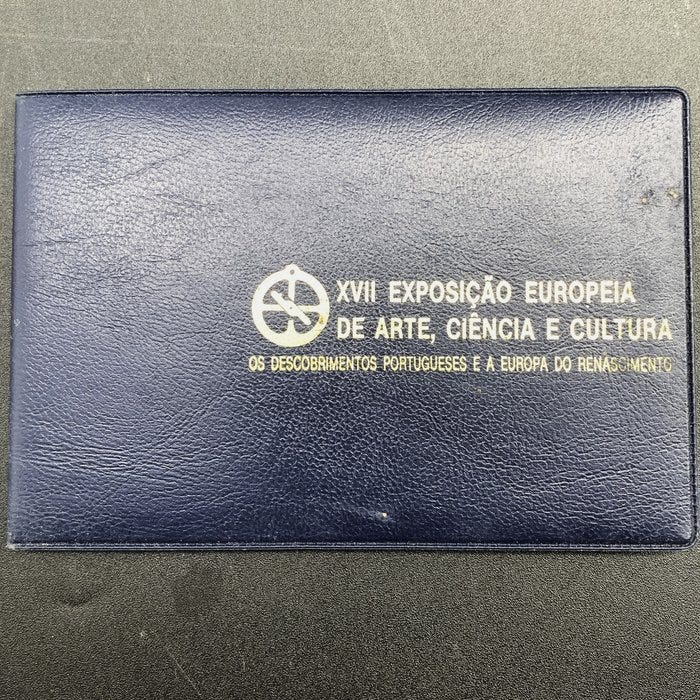 XVII EXPOSIÇÃO EUROPEIA
DE ARTE, CIÊNCIA E CULTURA
OS DESCOBRIMENTOS PORTUGUESES E A EUROPA DO RENASCIMENTO